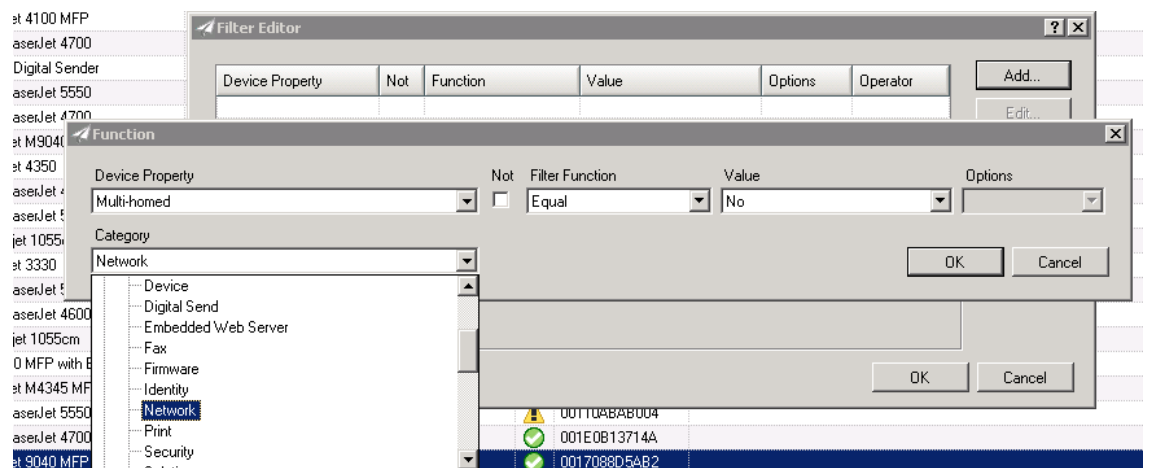 et 4100 MFP
Filter Editor
aserJet 4700
Digital Sender
Device Property Not Function Value Options Operator Add...
aserJet 5550
aserJet 4700 Edit...
Function
et M9040
et 4350 Device Property Not Filter Function Value Options
aserJet 4 Multi-homed Equal No
aserJet 5
jet 1055 Category
et 3330 Network OK Cancel
aserJet 5 Device
aserJet 4600 Digital Send
jet 1055cm Embedded Web Server
Fax
0 MFP with E Firmware OK Cancel
et M4345 MF Identity
aserJet 5550 Network 00110ABAB004
aserJet 4700 Print 001E0B13714A
Security
et 9040 MFP 0017088D5AB2